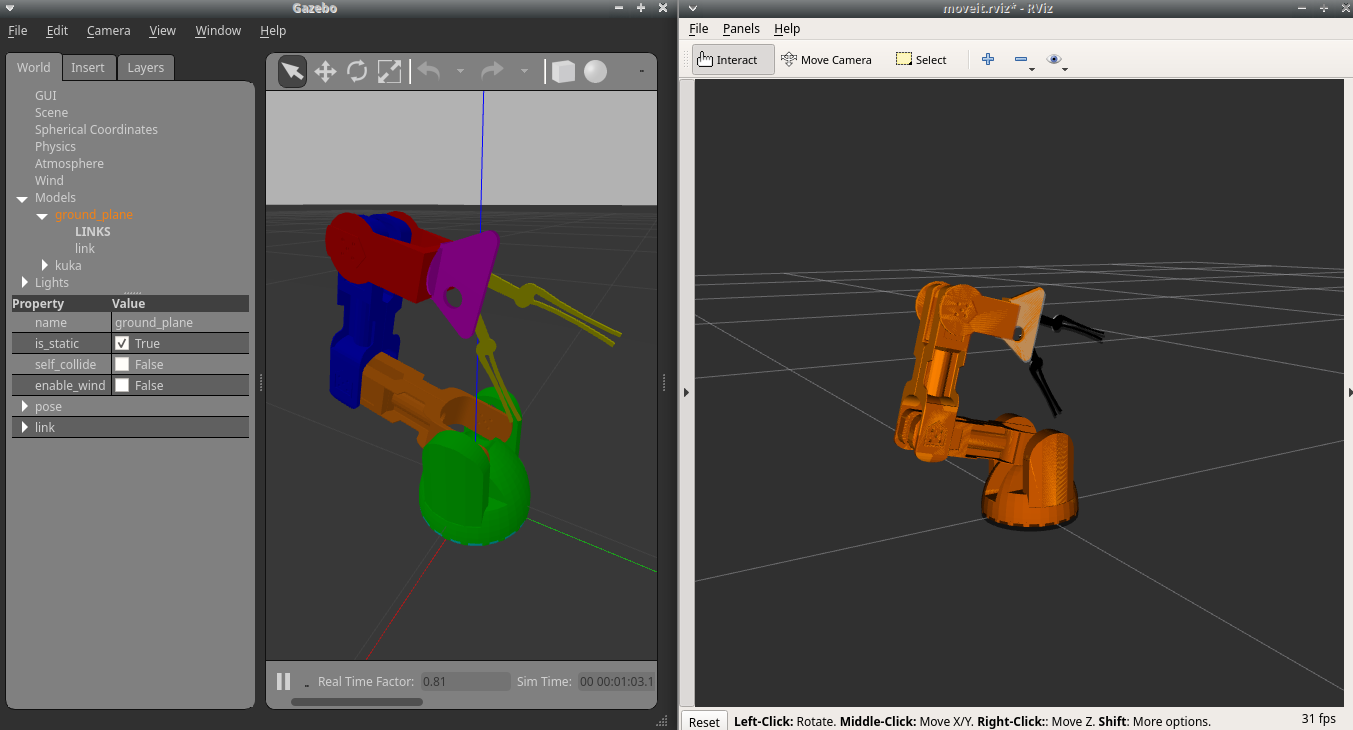 Gazebo
File Edit Camera View Window Help
World Insert Layers
GUI
Scene
Spherical Coordinates
Physics
Atmosphere
Wind
Models
ground_plane
LINKS
link
kuka
Lights
Property Value
name ground_plane
is_static True
self_collide False
enable_wind False
pose
link
Real Time Factor: 0.81 Sim Time: 00 00:01:03.1
moveit.rviz* - RViz
File Panels Help
Interact Move Camera Select
Reset Left-Click: Rotate. Middle-Click: Move X/Y. Right-Click:: Move Z. Shift: More options. 31 fps